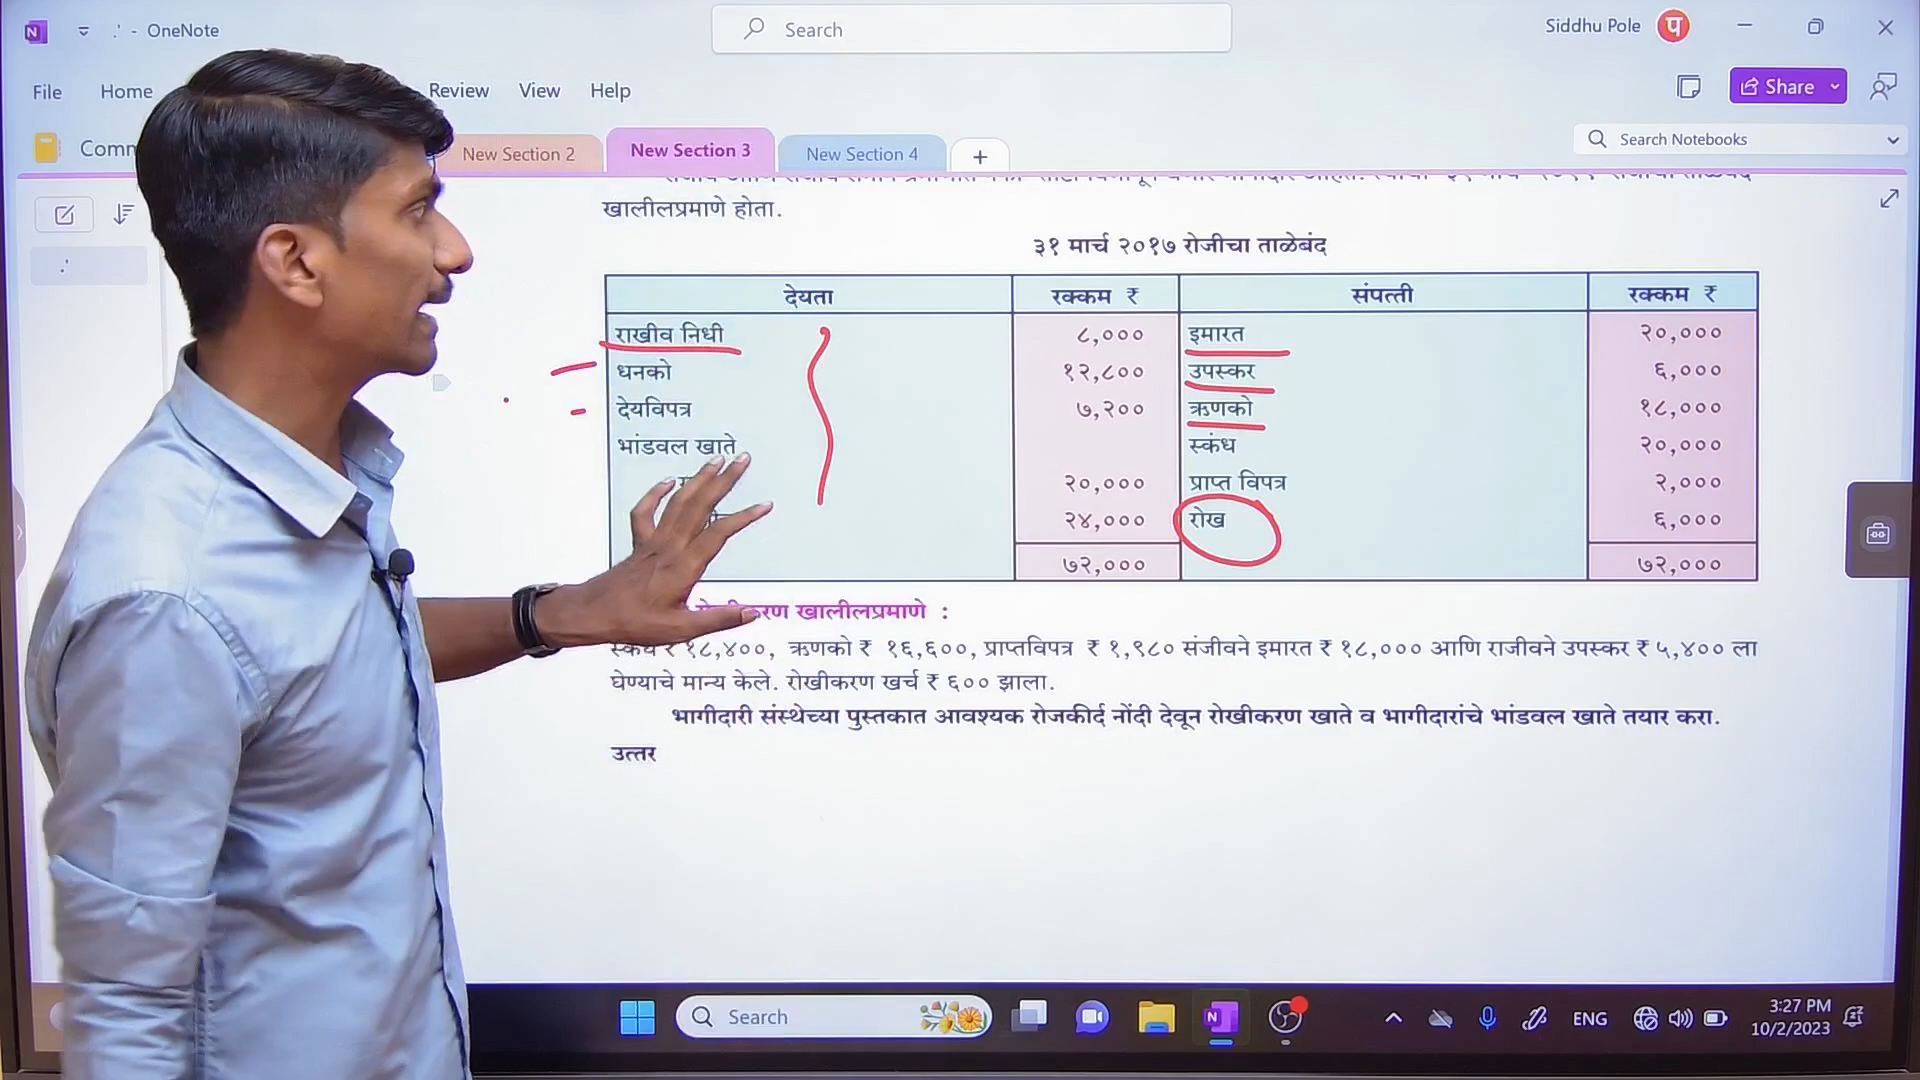 OneNote
Search
Siddhu Pole
प
File Home Review View Help
Share
New Section 2
New Section 3
New Section 4
Search Notebooks
खालीलप्रमाणे होता.
३१ मार्च २०१७ रोजीचा ताळेबंद
देयता रक्कम ₹ संपत्ती रक्कम ₹
राखीव निधी ८,००० इमारत २०,०००
धनको १२,८०० उपस्कर ६,०००
देयविपत्र ७,२०० ऋणको १८,०००
भांडवल खाते स्कंध २०,०००
२०,००० प्राप्त विपत्र २,०००
२४,००० रोख ६,०००
७२,००० ७२,०००
खालीलप्रमाणे :
₹ १८,४००, ऋणको ₹ १६,६००, प्राप्तविपत्र ₹ १,९८० संजीवने इमारत ₹ १८,००० आणि राजीवने उपस्कर ₹ ५,४०० ला
घेण्याचे मान्य केले. रोखीकरण खर्च ₹ ६०० झाला.
भागीदारी संस्थेच्या पुस्तकात आवश्यक रोजकीर्द नोंदी देवून रोखीकरण खाते व भागीदारांचे भांडवल खाते तयार करा.
उत्तर
Search
ENG
3:27 PM
10/2/2023